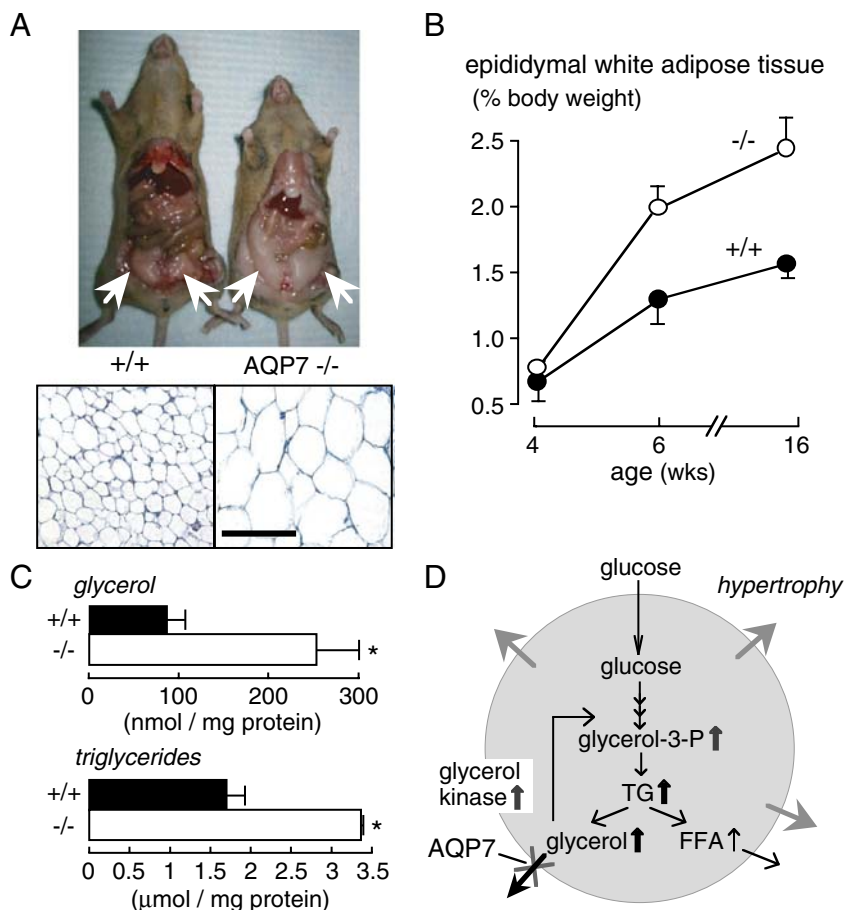 A
+/+
AQP7 -/-
B
epididymal white adipose tissue
(% body weight)
2.5
2.0
1.5
1.0
0.5
-/-
+/+
4 6 16
age (wks)
C
glycerol
+/+
-/-
*
0 100 200 300
(nmol / mg protein)
triglycerides
+/+
-/-
*
0 0.5 1 1.5 2 2.5 3 3.5
(μmol / mg protein)
D
glucose
hypertrophy
glucose
glycerol-3-P
glycerol
kinase
TG
glycerol
FFA
AQP7